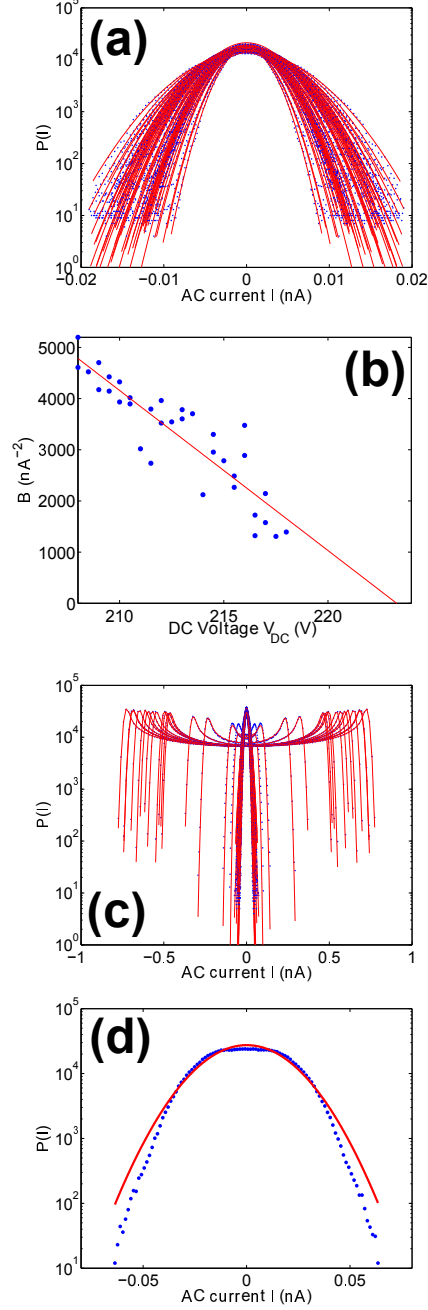 (a)
10^5
10^4
10^3
10^2
10^1
10^0
P(I)
−0.02 −0.01 0 0.01 0.02
AC current I (nA)
(b)
5000
4000
3000
2000
1000
0
B (nA^−2)
210 215 220
DC Voltage V_DC (V)
(c)
10^5
10^4
10^3
10^2
10^1
10^0
P(I)
−1 −0.5 0 0.5 1
AC current I (nA)
(d)
10^5
10^4
10^3
10^2
10^1
P(I)
−0.05 0 0.05
AC current I (nA)